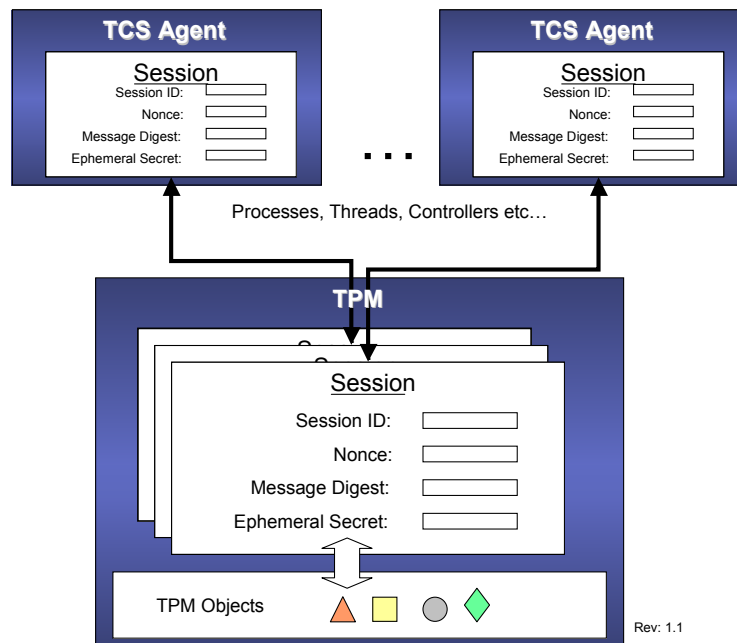 TCS Agent
Session
Session ID:
Nonce:
Message Digest:
Ephemeral Secret:
TCS Agent
Session
Session ID:
Nonce:
Message Digest:
Ephemeral Secret:
. . .
Processes, Threads, Controllers etc…
TPM
Session
Session ID:
Nonce:
Message Digest:
Ephemeral Secret:
TPM Objects
Rev: 1.1